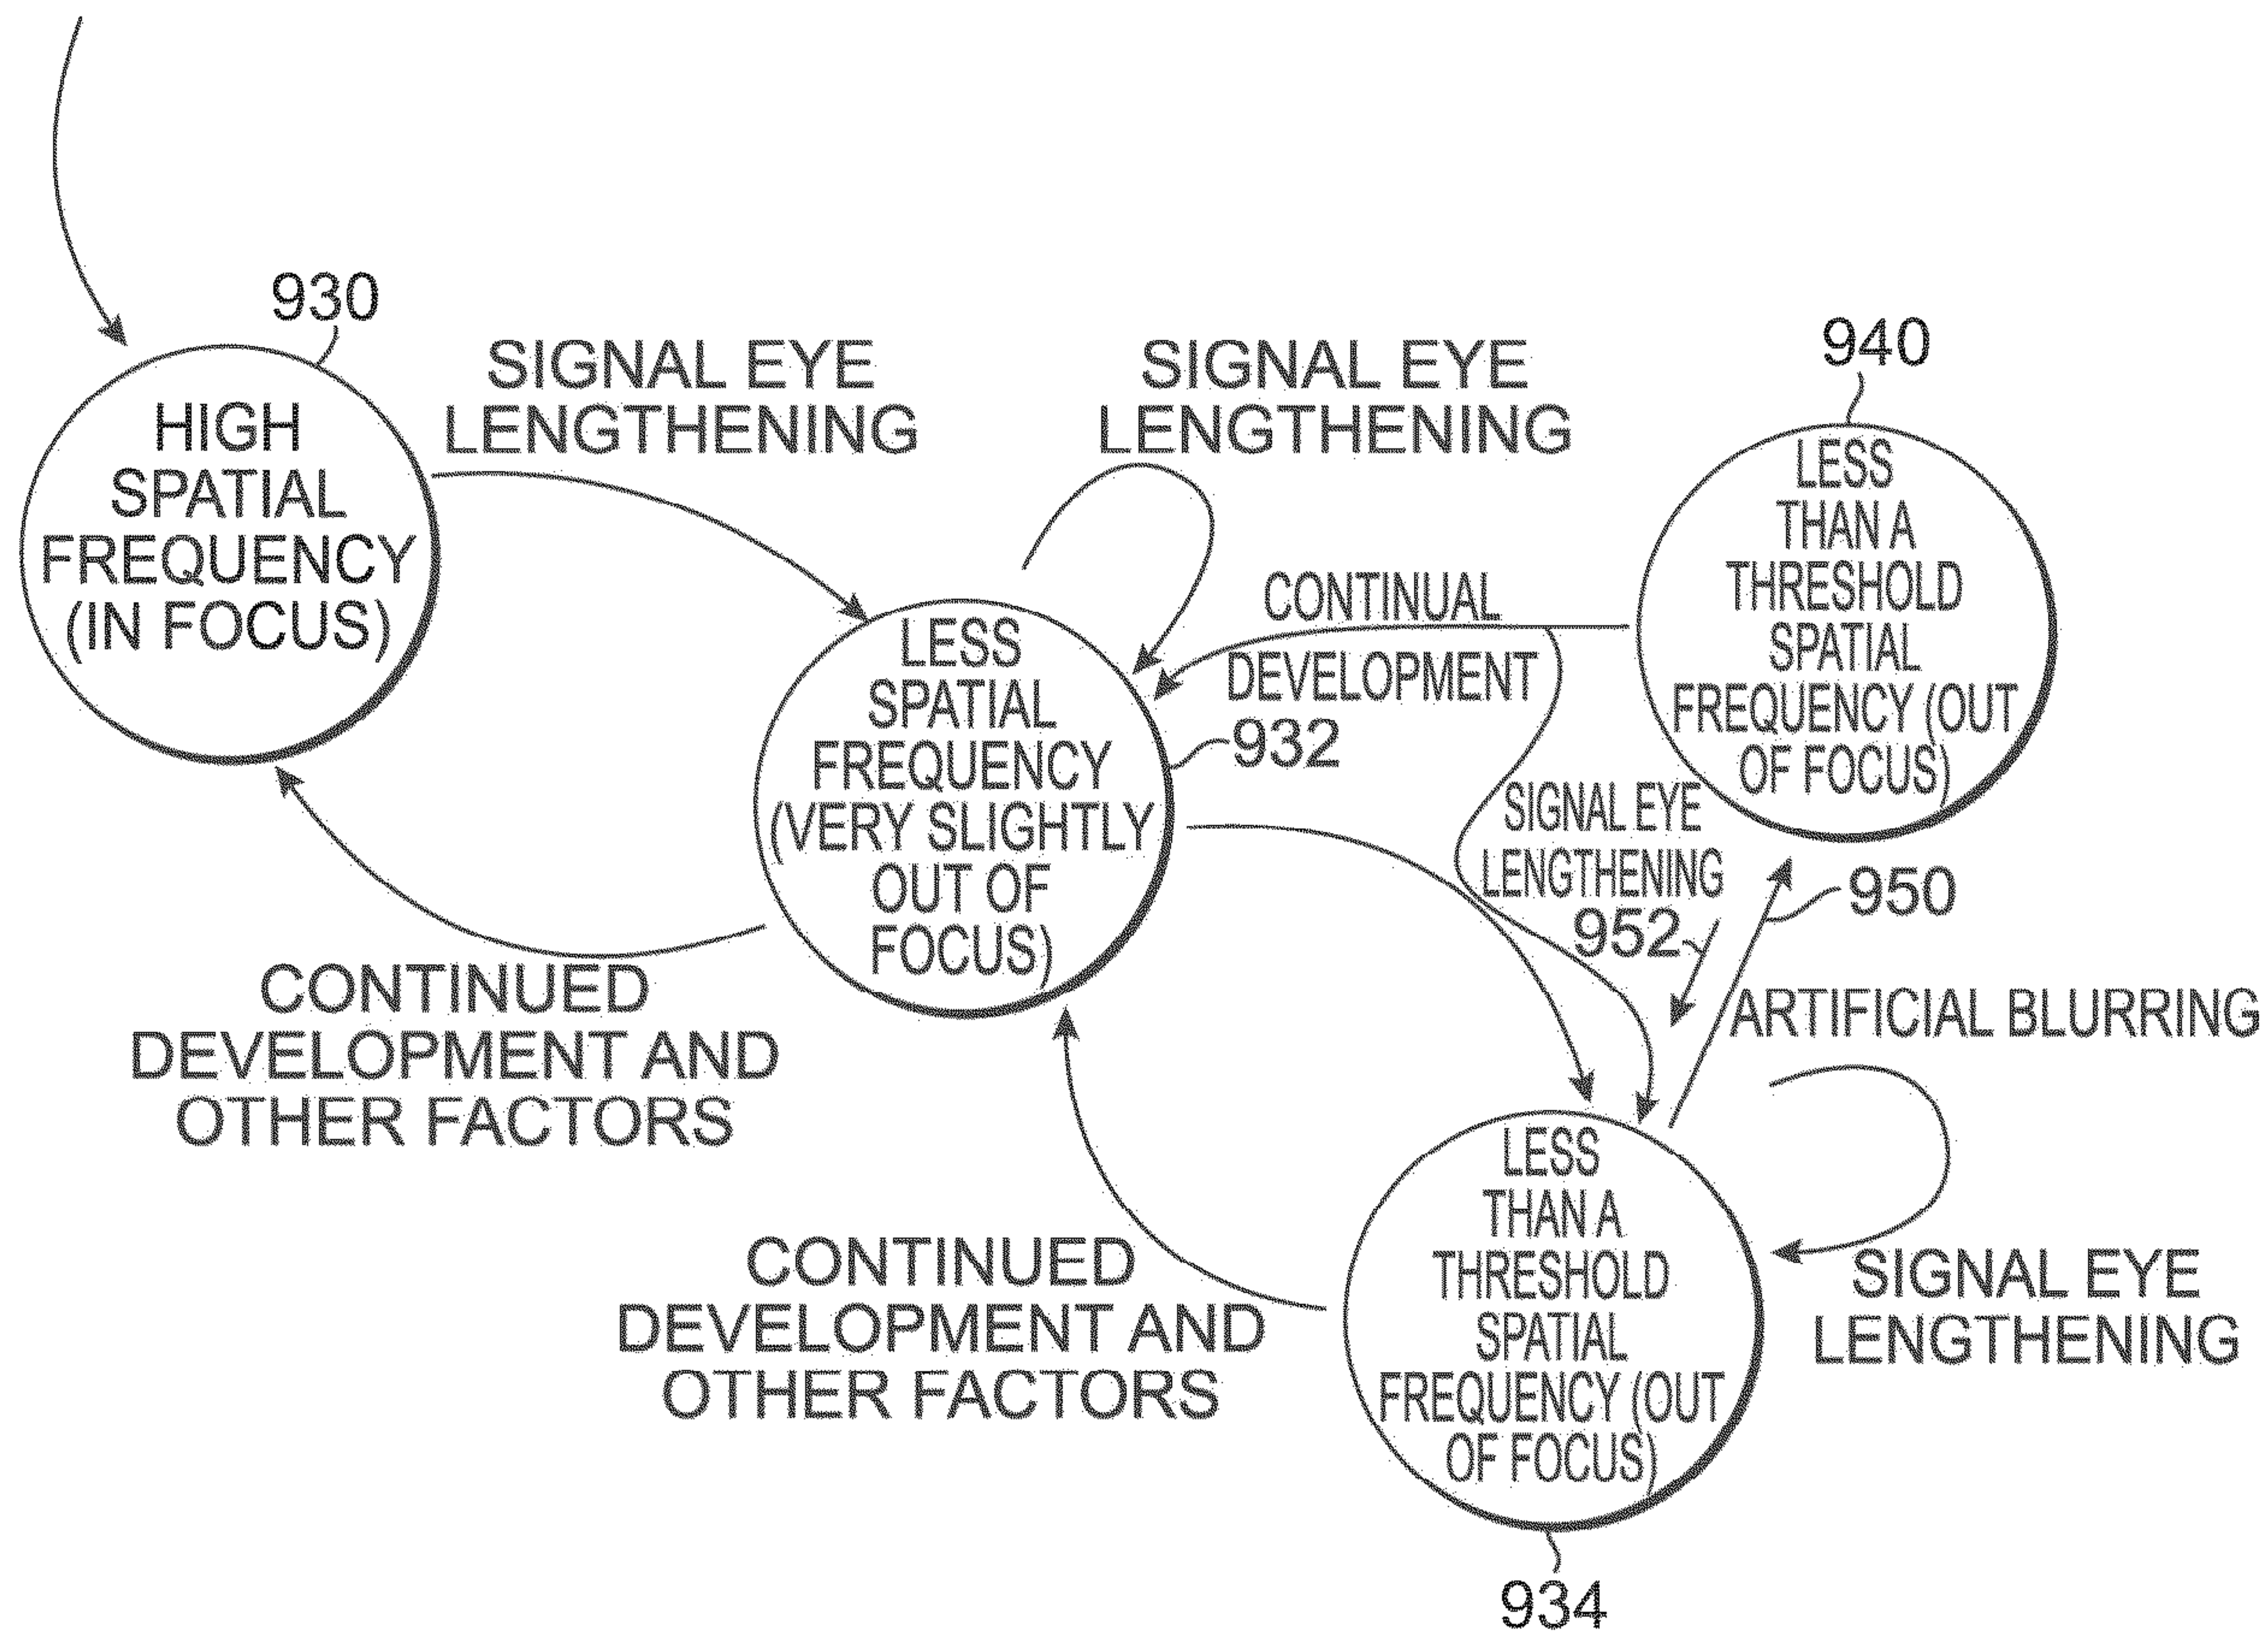 930
HIGH
SPATIAL
FREQUENCY
(IN FOCUS)
SIGNAL EYE
LENGTHENING
SIGNAL EYE
LENGTHENING
940
LESS
THAN A
THRESHOLD
SPATIAL
FREQUENCY (OUT
OF FOCUS)
CONTINUAL
DEVELOPMENT
932
LESS
SPATIAL
FREQUENCY
(VERY SLIGHTLY
OUT OF
FOCUS)
SIGNAL EYE
LENGTHENING
952
950
ARTIFICIAL BLURRING
CONTINUED
DEVELOPMENT AND
OTHER FACTORS
CONTINUED
DEVELOPMENT AND
OTHER FACTORS
LESS
THAN A
THRESHOLD
SPATIAL
FREQUENCY (OUT
OF FOCUS)
SIGNAL EYE
LENGTHENING
934